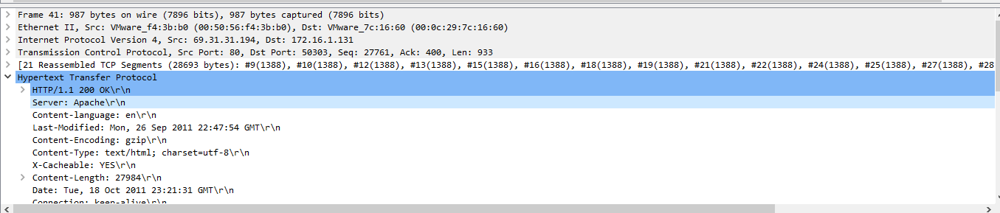 Frame 41: 987 bytes on wire (7896 bits), 987 bytes captured (7896 bits)
Ethernet II, Src: VMware_f4:3b:b0 (00:50:56:f4:3b:b0), Dst: VMware_7c:16:60 (00:0c:29:7c:16:60)
Internet Protocol Version 4, Src: 69.31.31.194, Dst: 172.16.1.131
Transmission Control Protocol, Src Port: 80, Dst Port: 50303, Seq: 27761, Ack: 400, Len: 933
[21 Reassembled TCP Segments (28693 bytes): #9(1388), #10(1388), #12(1388), #13(1388), #15(1388), #16(1388), #18(1388), #19(1388), #21(1388), #22(1388), #24(1388), #25(1388), #27(1388), #28
Hypertext Transfer Protocol
HTTP/1.1 200 OK\r\n
Server: Apache\r\n
Content-language: en\r\n
Last-Modified: Mon, 26 Sep 2011 22:47:54 GMT\r\n
Content-Encoding: gzip\r\n
Content-Type: text/html; charset=utf-8\r\n
X-Cacheable: YES\r\n
Content-Length: 27984\r\n
Date: Tue, 18 Oct 2011 23:21:31 GMT\r\n
Connection: keep-alive\r\n